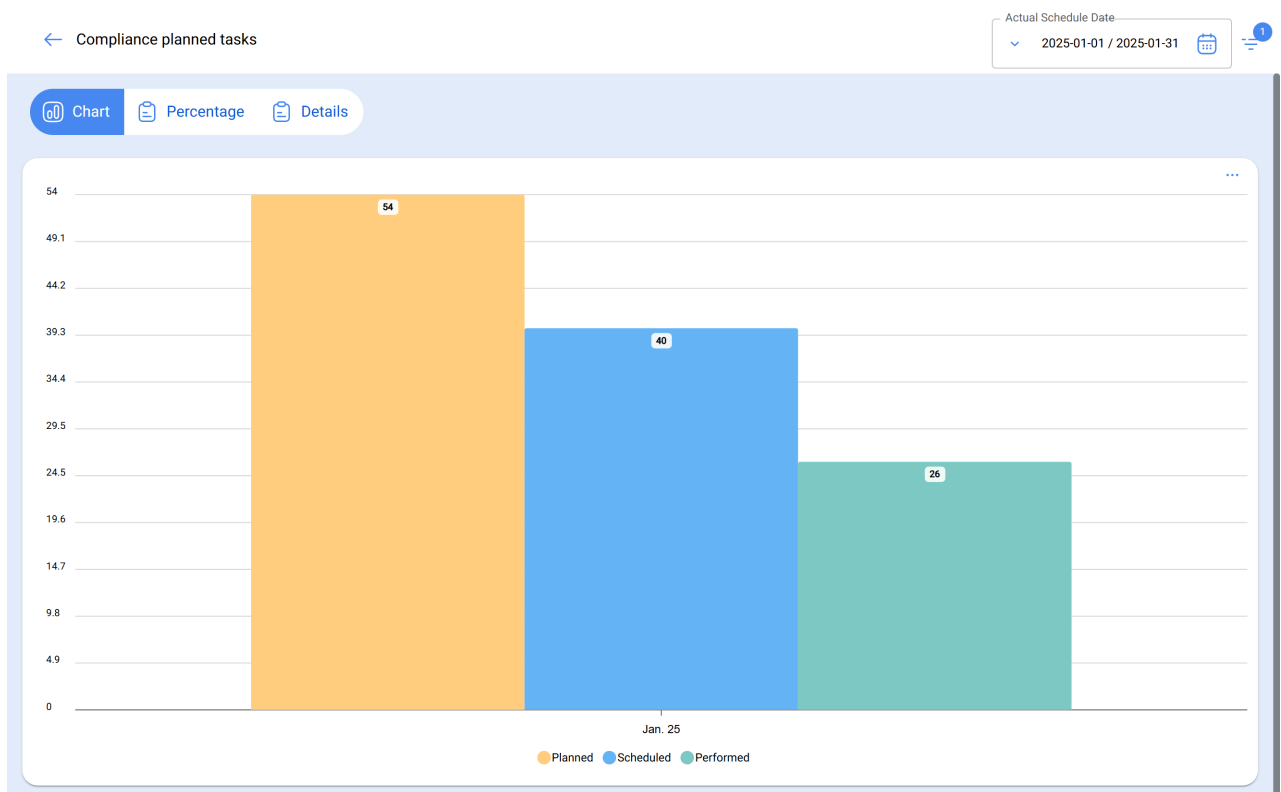 Compliance planned tasks
Actual Schedule Date
2025-01-01 / 2025-01-31
1
Chart
Percentage
Details
54
49.1
44.2
39.3
34.4
29.5
24.5
19.6
14.7
9.8
4.9
0
54
40
26
Jan. 25
Planned Scheduled Performed